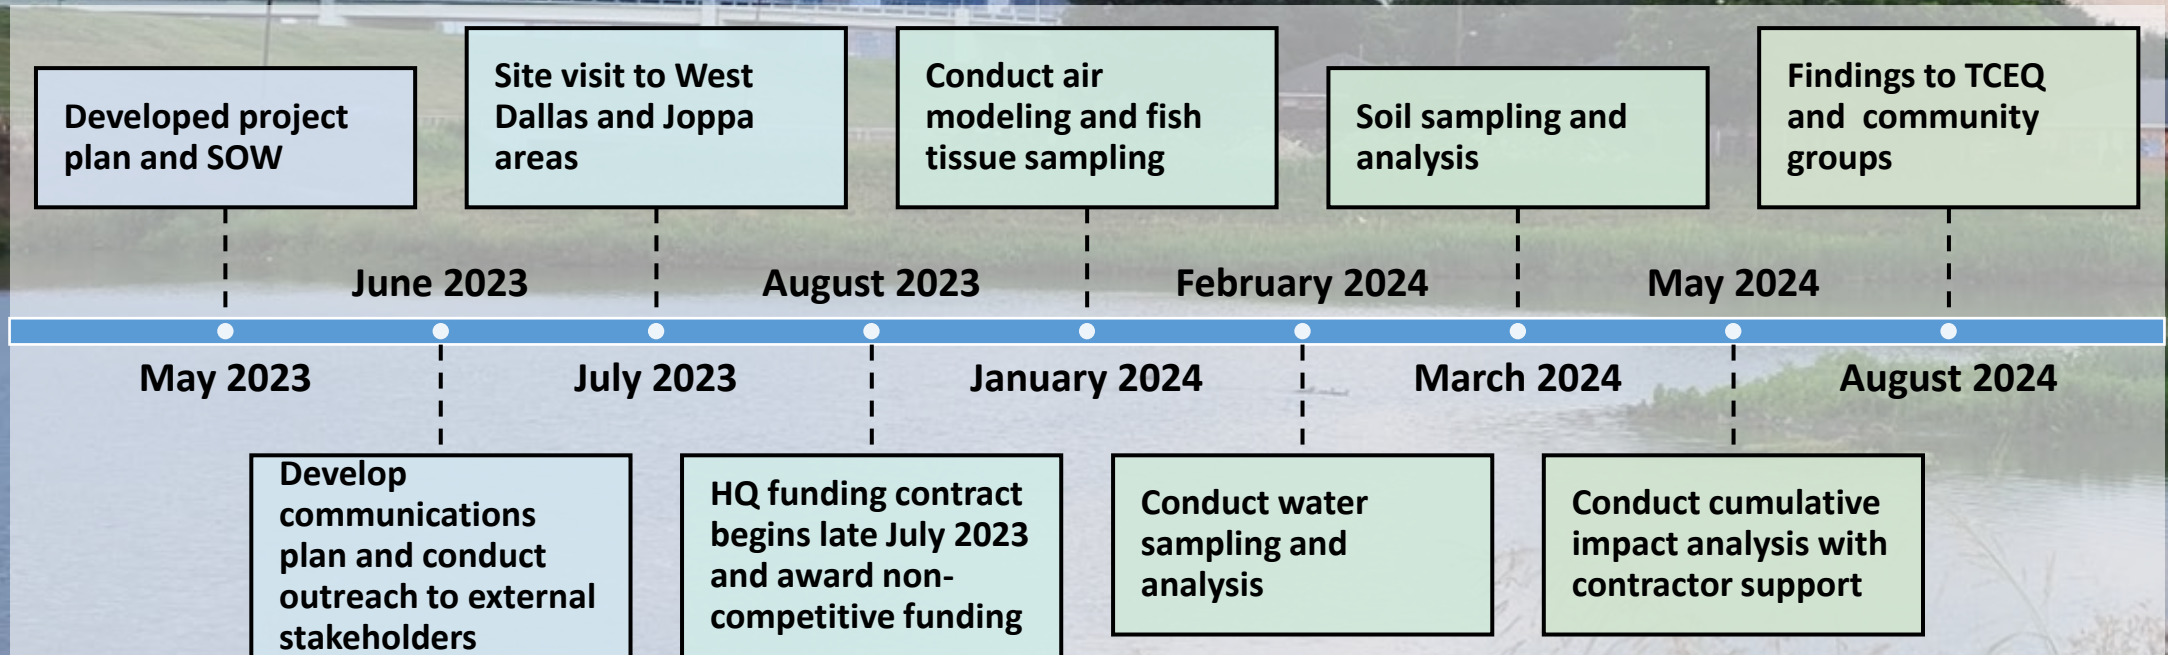 Developed project
plan and SOW
Site visit to West
Dallas and Joppa
areas
Conduct air
modeling and fish
tissue sampling
Soil sampling and
analysis
Findings to TCEQ
and  community
groups
June 2023
August 2023
February 2024
May 2024
May 2023
July 2023
January 2024
March 2024
August 2024
Develop
communications
plan and conduct
outreach to external
stakeholders
HQ funding contract
begins late July 2023
and award non-
competitive funding
Conduct water
sampling and
analysis
Conduct cumulative
impact analysis with
contractor support